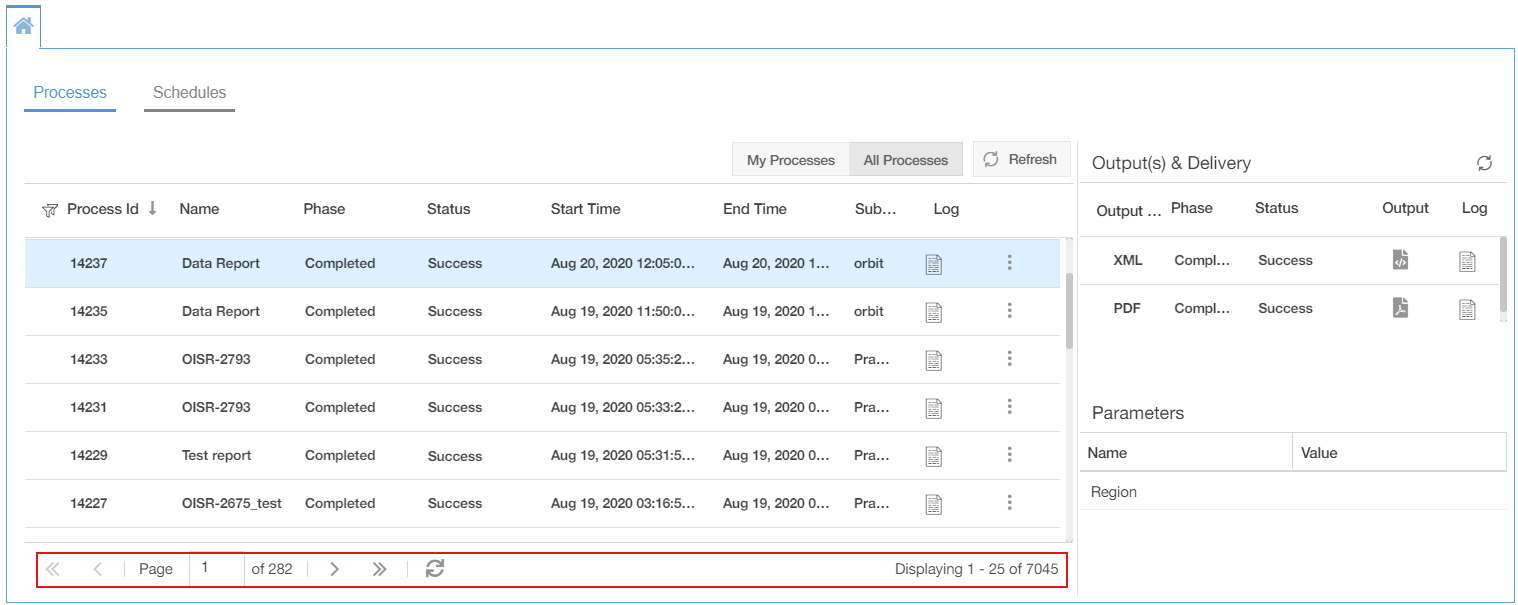 Processes Schedules
My Processes All Processes Refresh
Process Id Name Phase Status Start Time End Time Sub... Log
14237 Data Report Completed Success Aug 20, 2020 12:05:0... Aug 20, 2020 1... orbit
14235 Data Report Completed Success Aug 19, 2020 11:50:0... Aug 19, 2020 1... orbit
14233 OISR-2793 Completed Success Aug 19, 2020 05:35:2... Aug 19, 2020 0... Pra...
14231 OISR-2793 Completed Success Aug 19, 2020 05:33:2... Aug 19, 2020 0... Pra...
14229 Test report Completed Success Aug 19, 2020 05:31:5... Aug 19, 2020 0... Pra...
14227 OISR-2675_test Completed Success Aug 19, 2020 03:16:5... Aug 19, 2020 0... Pra...
Page 1 of 282 Displaying 1 - 25 of 7045
Output(s) & Delivery
Output ... Phase Status Output Log
XML Compl... Success
PDF Compl... Success
Parameters
Name Value
Region